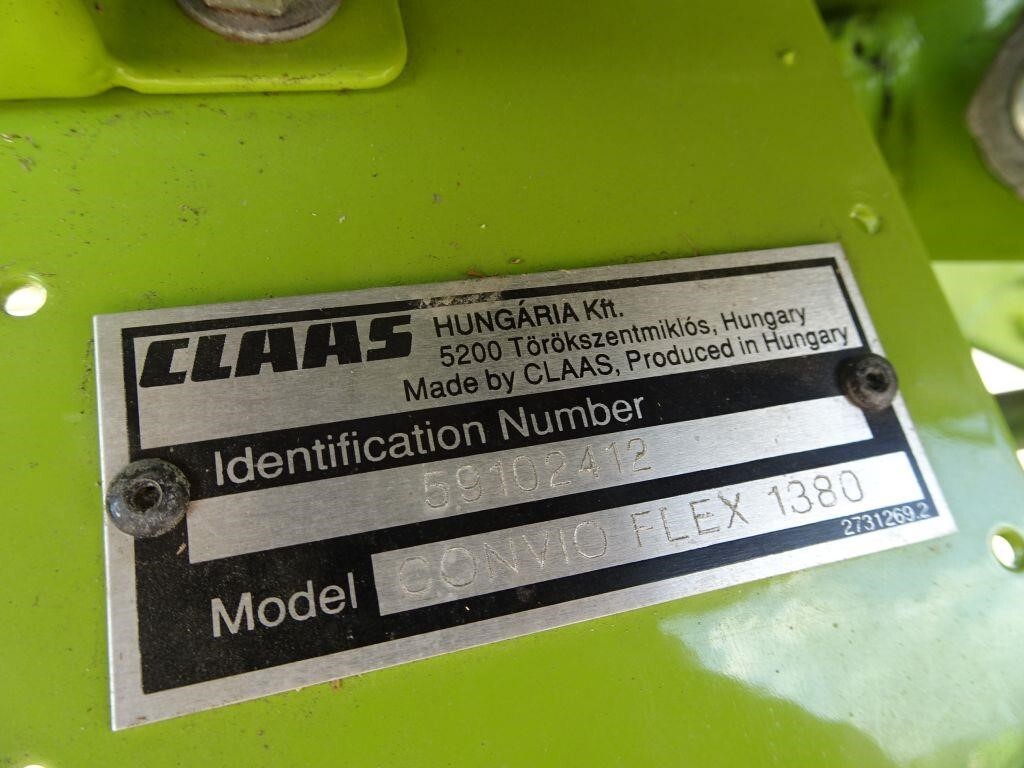 CLAAS
HUNGÁRIA Kft.
5200 Törökszentmiklós, Hungary
Made by CLAAS, Produced in Hungary
Identification Number
59102412
Model CONVIO FLEX 1380
2731269.2